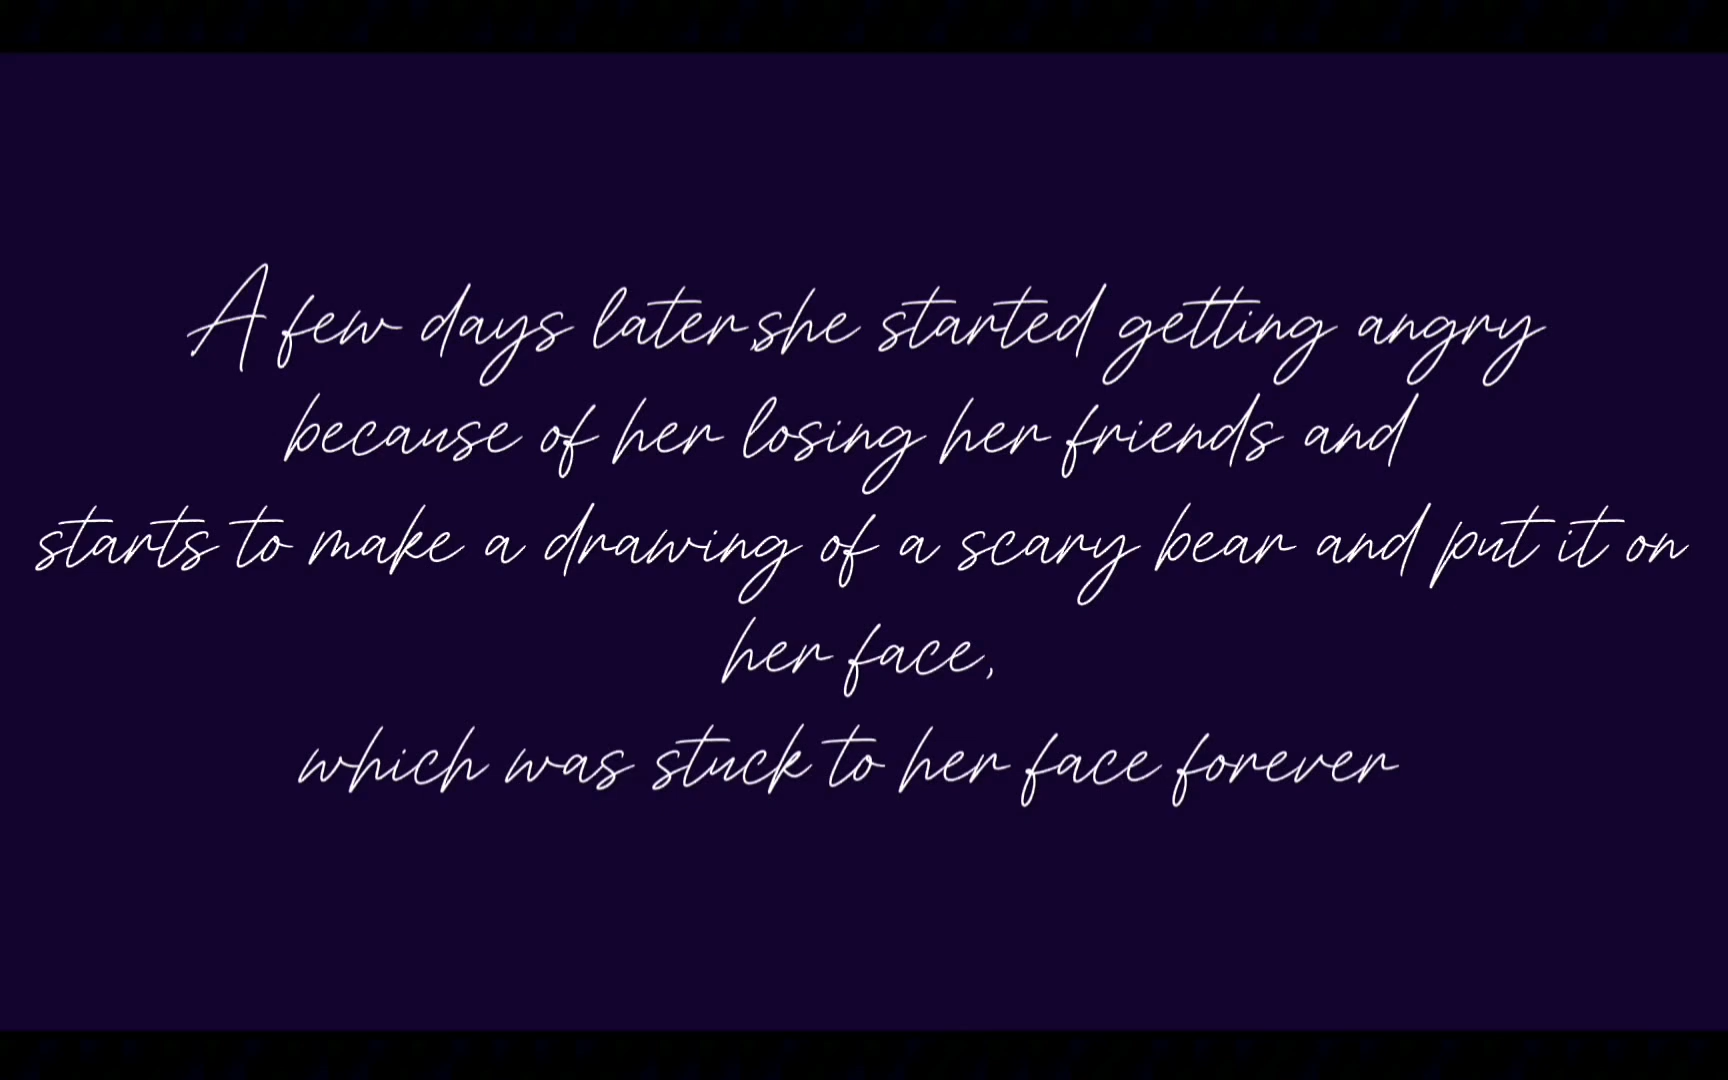 A few days later,she started getting angry
because of her losing her friends and
starts to make a drawing of a scary bear and put it on
her face,
which was stuck to her face forever